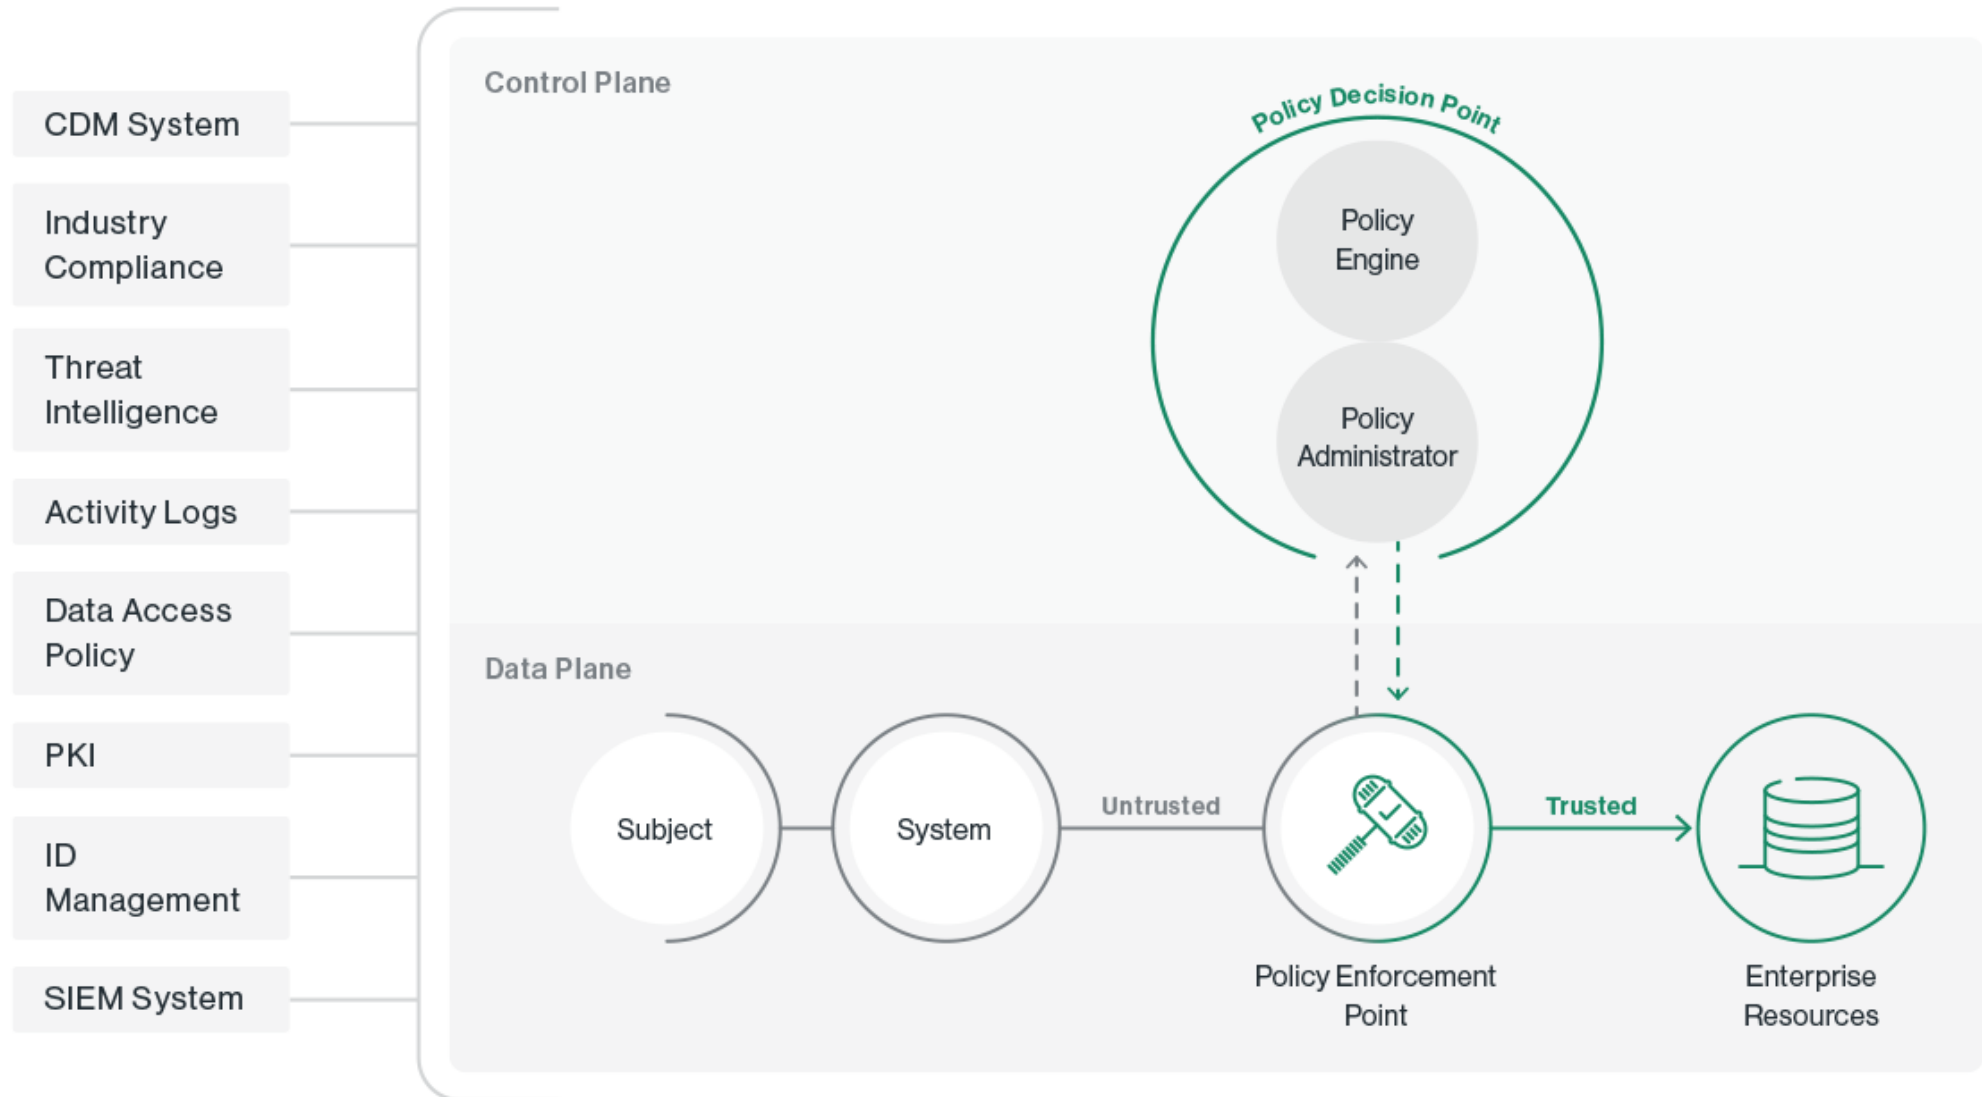 CDM System
Industry
Compliance
Threat
Intelligence
Activity Logs
Data Access
Policy
PKI
ID
Management
SIEM System
Control Plane
Policy Decision Point
Policy
Engine
Policy
Administrator
Data Plane
Subject
System
Untrusted
Trusted
Policy Enforcement
Point
Enterprise
Resources